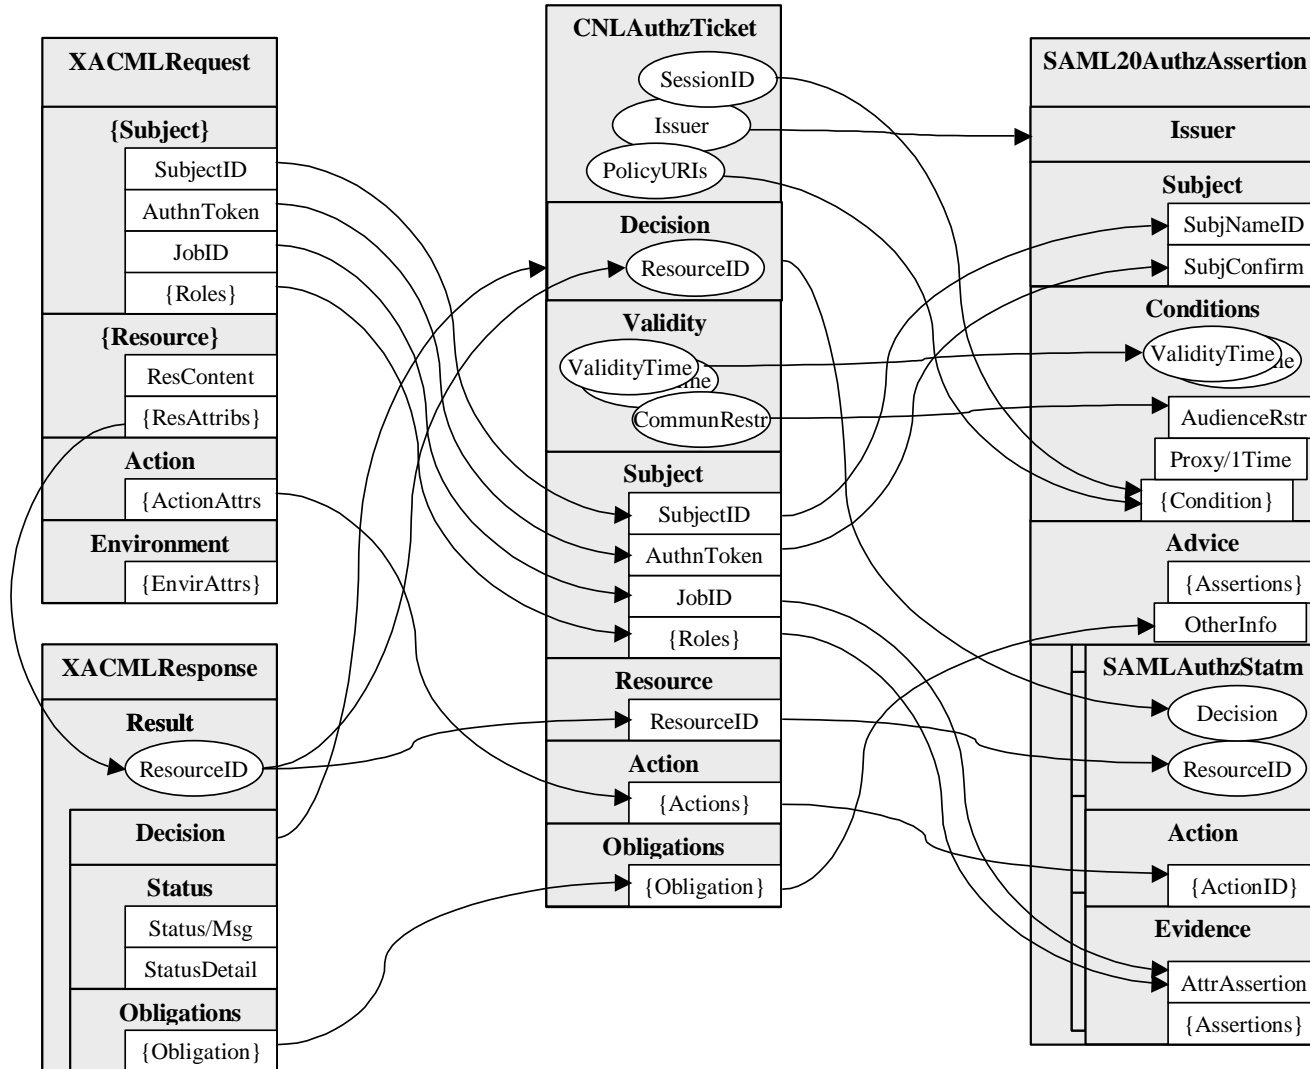 XACMLRequest
{Subject}
SubjectID
AuthnToken
JobID
{Roles}
{Resource}
ResContent
{ResAttribs}
Action
{ActionAttrs
Environment
{EnvirAttrs}
XACMLResponse
Result
ResourceID
Decision
Status
Status/Msg
StatusDetail
Obligations
{Obligation}
CNLAuthzTicket
SessionID
Issuer
PolicyURIs
Decision
ResourceID
Validity
ValidityTime
me
CommunRestr
Subject
SubjectID
AuthnToken
JobID
{Roles}
Resource
ResourceID
Action
{Actions}
Obligations
{Obligation}
SAML20AuthzAssertion
Issuer
Subject
SubjNameID
SubjConfirm
Conditions
ValidityTime
ne
AudienceRstr
Proxy/1Time
{Condition}
Advice
{Assertions}
OtherInfo
SAMLAuthzStatm
Decision
ResourceID
Action
{ActionID}
Evidence
AttrAssertion
{Assertions}